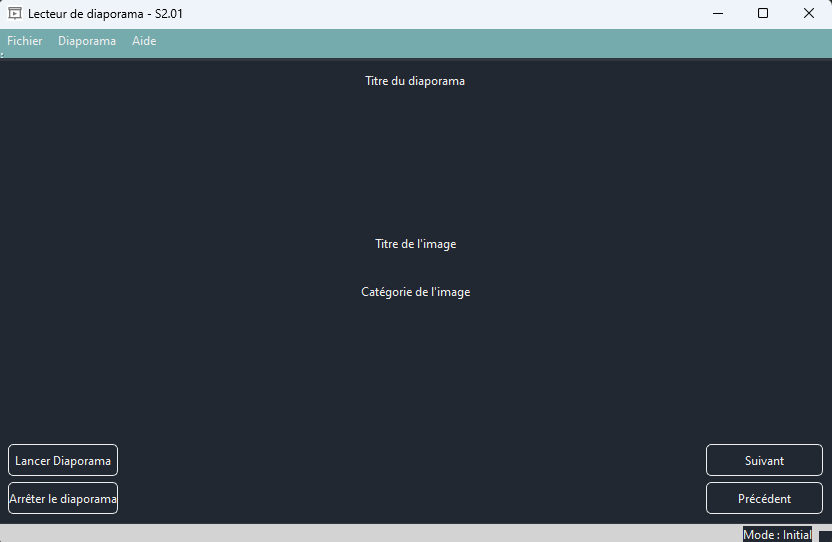 Lecteur de diaporama - S2.01
Fichier Diaporama Aide
Titre du diaporama
Titre de l'image
Catégorie de l'image
Lancer Diaporama
Suivant
Arrêter le diaporama
Précédent
Mode : Initial